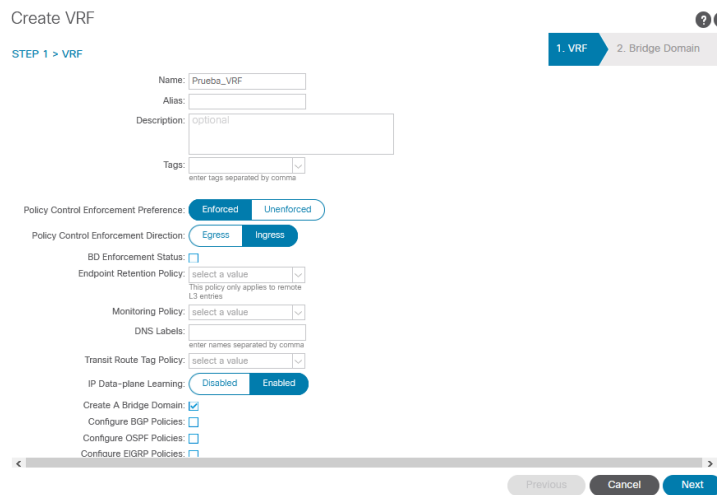 Create VRF
?
STEP 1 > VRF
1. VRF
2. Bridge Domain
Name: Prueba_VRF
Alias:
Description: optional
Tags:
enter tags separated by comma
Policy Control Enforcement Preference: Enforced Unenforced
Policy Control Enforcement Direction: Egress Ingress
BD Enforcement Status:
Endpoint Retention Policy: select a value
This policy only applies to remote
L3 entries
Monitoring Policy: select a value
DNS Labels:
enter names separated by comma
Transit Route Tag Policy: select a value
IP Data-plane Learning: Disabled Enabled
Create A Bridge Domain:
Configure BGP Policies:
Configure OSPF Policies:
Configure EIGRP Policies:
Previous Cancel Next